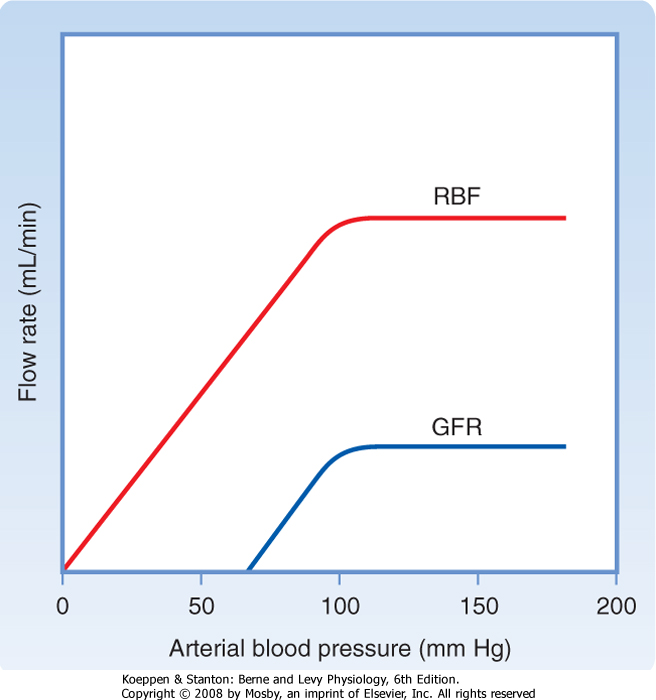 RBF
GFR
Flow rate (mL/min)
0 50 100 150 200
Arterial blood pressure (mm Hg)
Koeppen & Stanton: Berne and Levy Physiology, 6th Edition.
Copyright © 2008 by Mosby, an imprint of Elsevier, Inc. All rights reserved